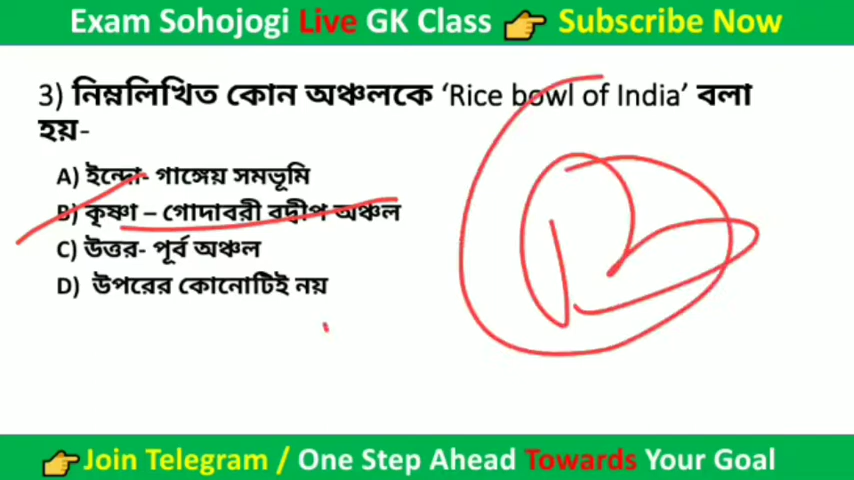 Exam Sohojogi Live GK Class 👉 Subscribe Now
3) নিম্নলিখিত কোন অঞ্চলকে ‘Rice bowl of India’ বলা
হয়-
A) ইন্দো- গাঙ্গেয় সমভূমি
B) কৃষ্ণা – গোদাবরী বদ্বীপ অঞ্চল
C) উত্তর- পূর্ব অঞ্চল
D) উপরের কোনোটিই নয়
B
👉Join Telegram / One Step Ahead Towards Your Goal